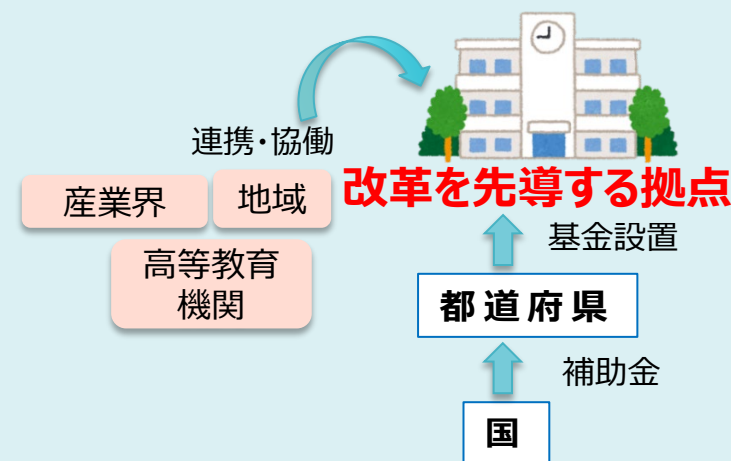 連携・協働
産業界
地域
高等教育
機関
改革を先導する拠点
基金設置
都道府県
補助金
国